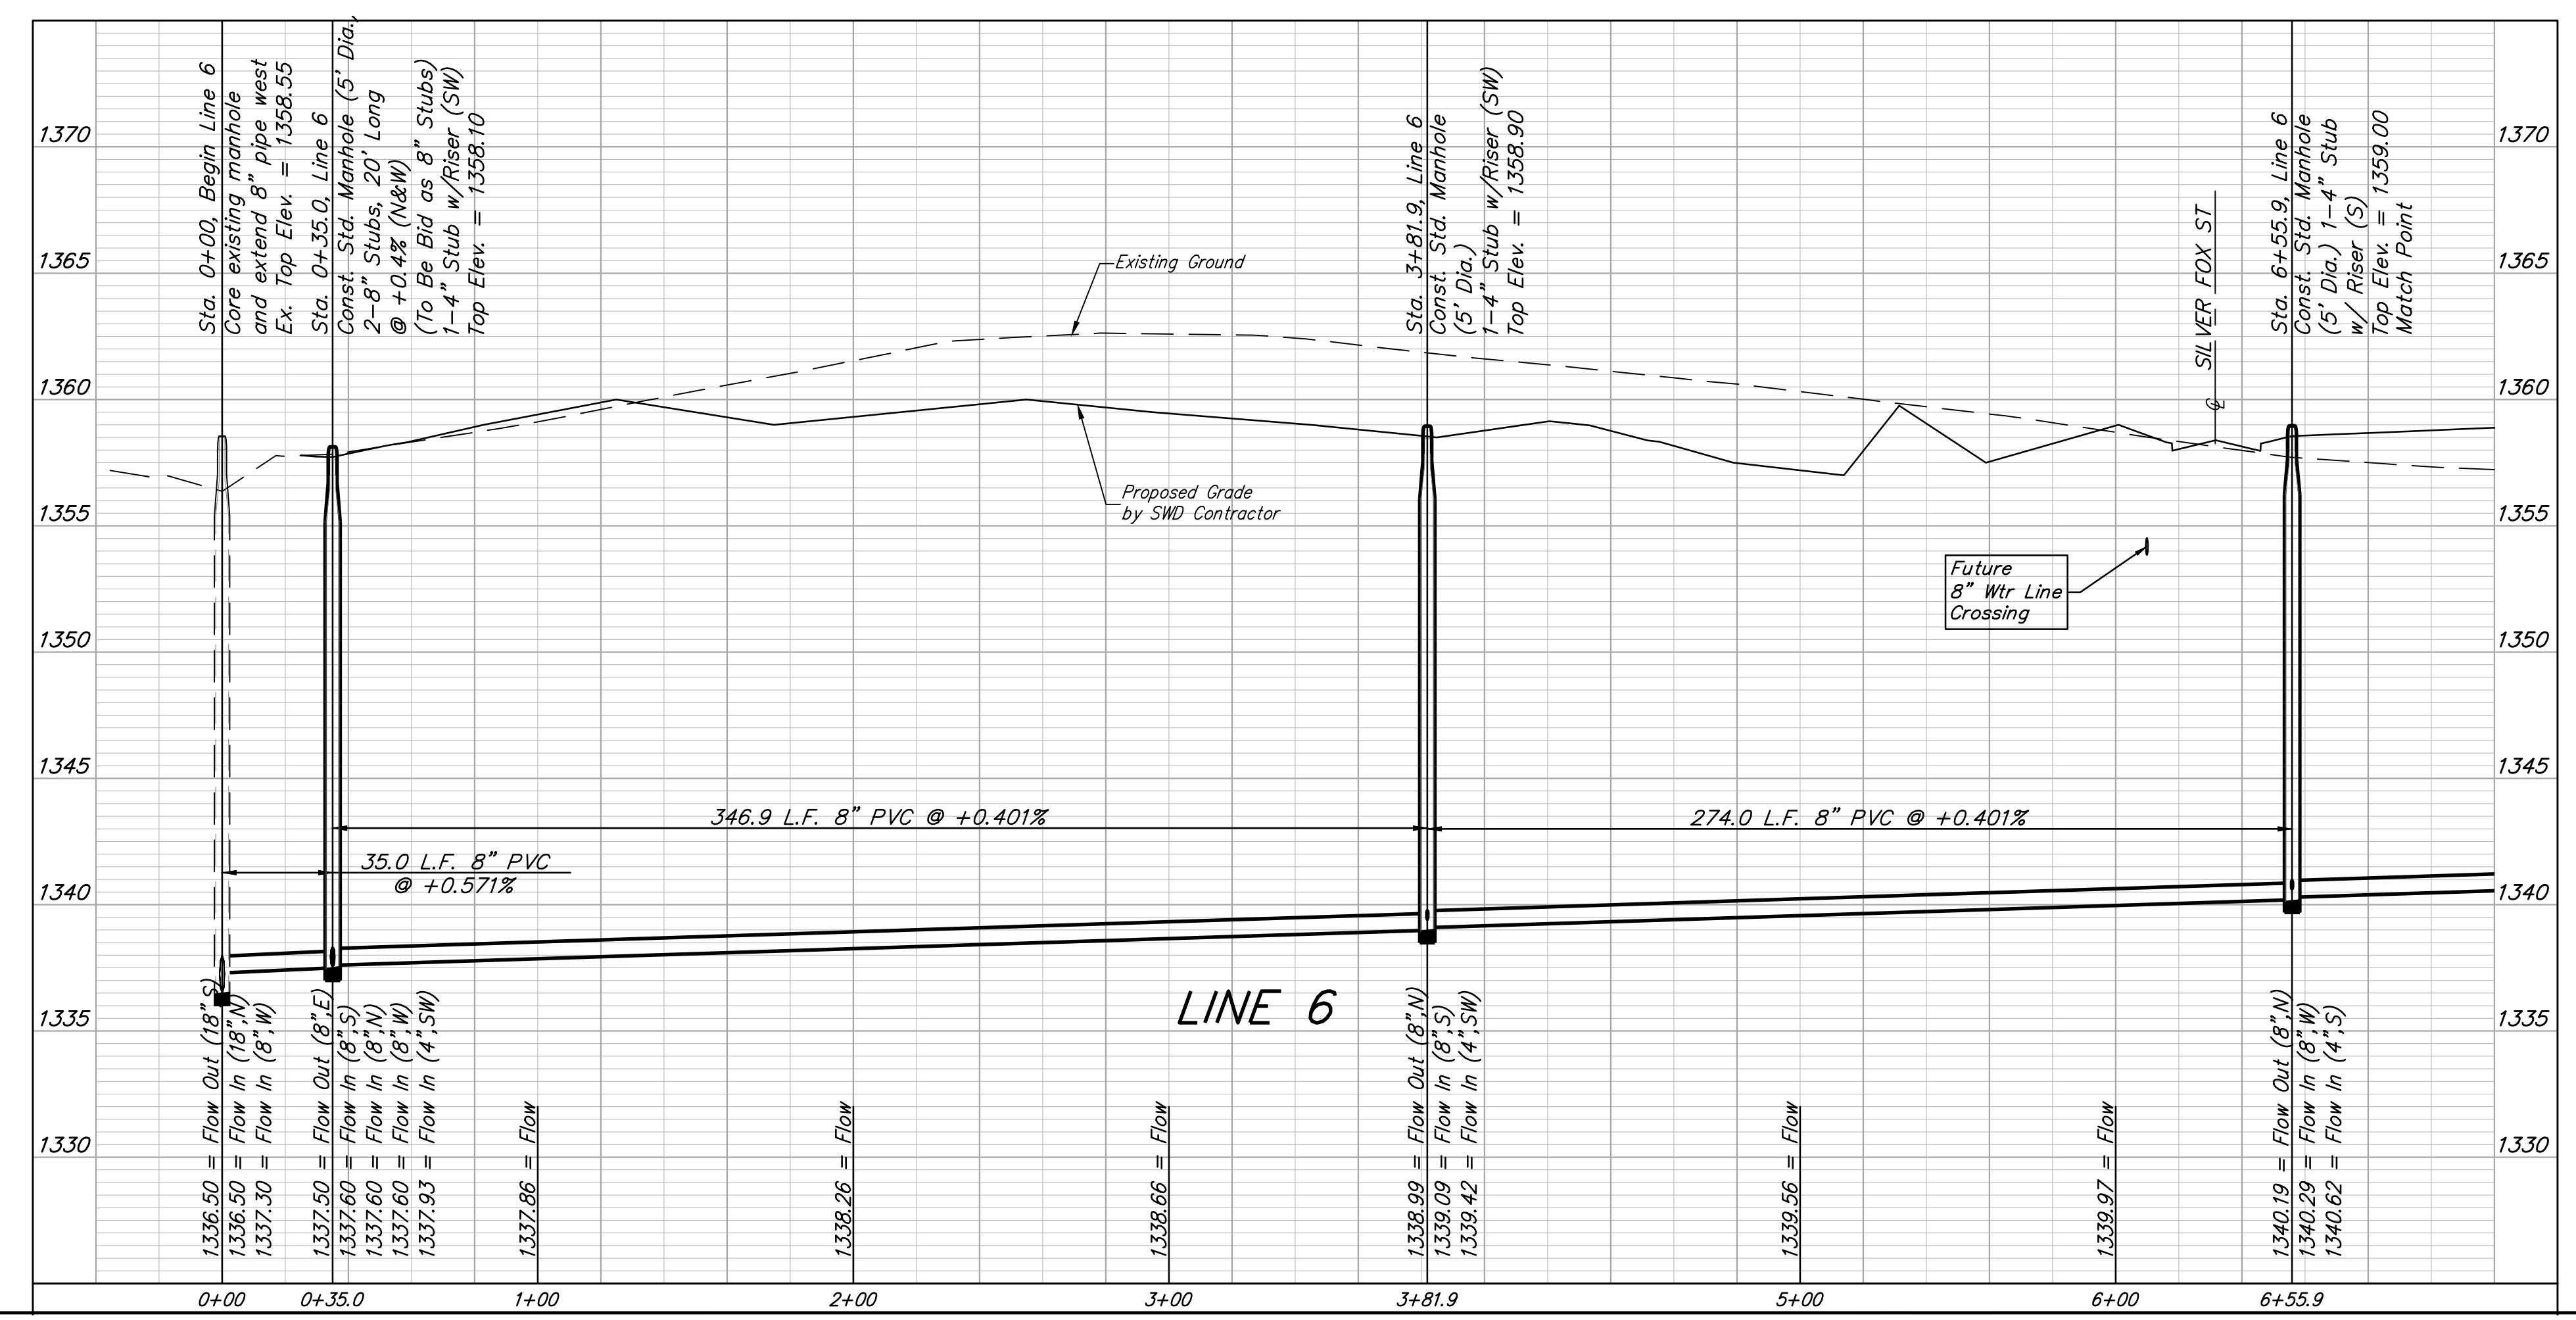 Sta. 0+00, Begin Line 6
Core existing manhole
and extend 8" pipe west
Ex. Top Elev. = 1358.55
Sta. 0+35.0, Line 6
Const. Std. Manhole (5' Dia.,
2-8" Stubs, 20' Long
@ +0.4% (N&W)
(To Be Bid as 8" Stubs)
1-4" Stub w/Riser (SW)
Top Elev. = 1358.10
Sta. 3+81.9, Line 6
Const. Std. Manhole
(5' Dia.)
1-4" Stub w/Riser (SW)
Top Elev. = 1358.90
SILVER FOX ST
℄
Sta. 6+55.9, Line 6
Const. Std. Manhole
(5' Dia.) 1-4" Stub
w/ Riser (S)
Top Elev. = 1359.00
Match Point
1370
1365
1360
1355
1350
1345
1340
1335
1330
1370
1365
1360
1355
1350
1345
1340
1335
1330
Existing Ground
Proposed Grade
by SWD Contractor
Future
8" Wtr Line
Crossing
346.9 L.F. 8" PVC @ +0.401%
274.0 L.F. 8" PVC @ +0.401%
35.0 L.F. 8" PVC
@ +0.571%
LINE 6
1336.50 = Flow Out (18",S)
1336.50 = Flow In (18",N)
1337.30 = Flow In (8",W)
1337.50 = Flow Out (8",E)
1337.60 = Flow In (8",S)
1337.60 = Flow In (8",N)
1337.60 = Flow In (8",W)
1337.93 = Flow In (4",SW)
1337.86 = Flow
1338.26 = Flow
1338.66 = Flow
1338.99 = Flow Out (8",N)
1339.09 = Flow In (8",S)
1339.42 = Flow In (4",SW)
1339.56 = Flow
1339.97 = Flow
1340.19 = Flow Out (8",N)
1340.29 = Flow In (8",W)
1340.62 = Flow In (4",S)
0+00 0+35.0 1+00 2+00 3+00 3+81.9 5+00 6+00 6+55.9